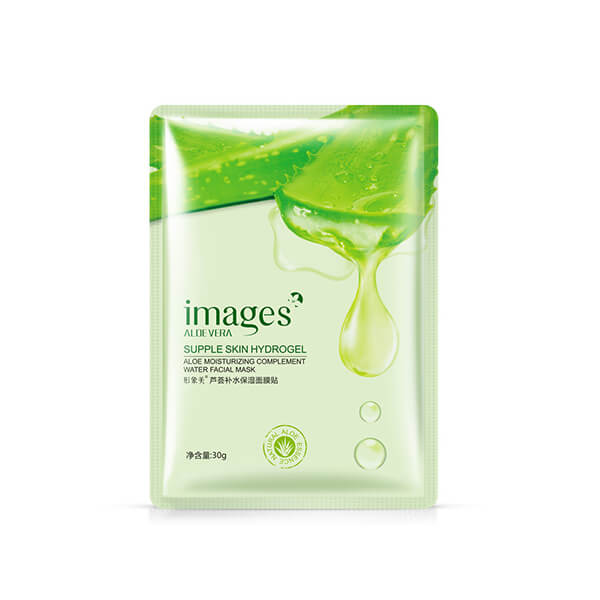 images
ALOE VERA
SUPPLE SKIN HYDROGEL
ALOE MOISTURIZING COMPLEMENT
WATER FACIAL MASK
形象美®芦荟补水保湿面膜贴
NATURAL ALOE ESSENCE
净含量:30g